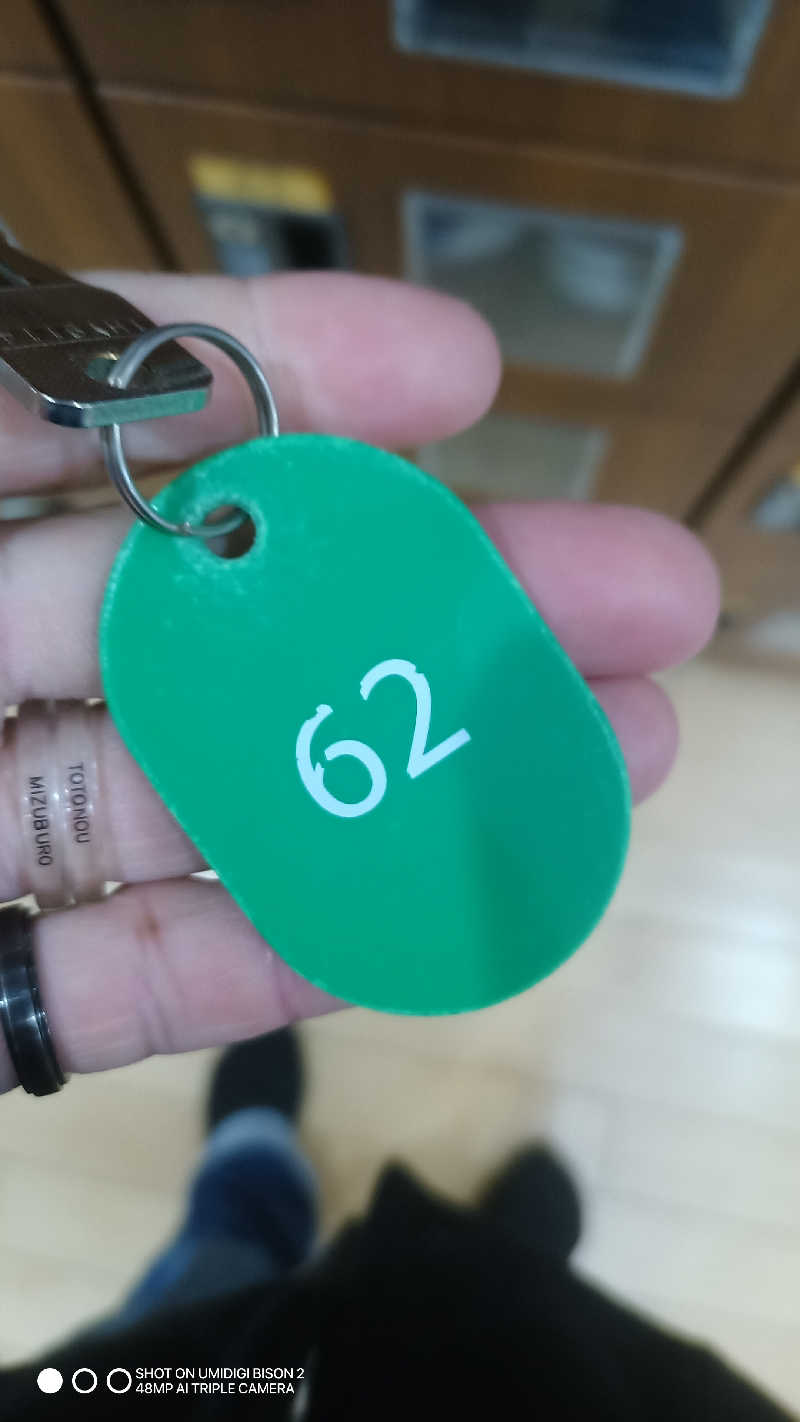 62
TOTONOU
MIZUBURO
SHOT ON UMIDIGI BISON 2
48MP AI TRIPLE CAMERA